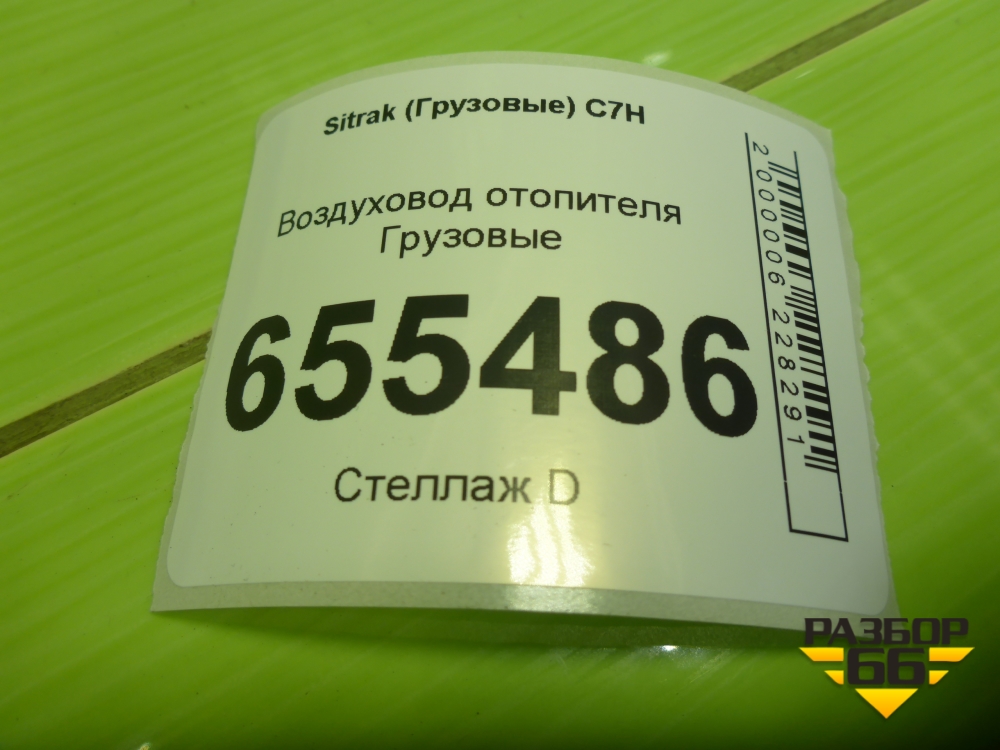 Sitrak (Грузовые) C7H
Воздуховод отопителя
Грузовые
655486
Стеллаж D
2000006228291
РАЗБОР
66